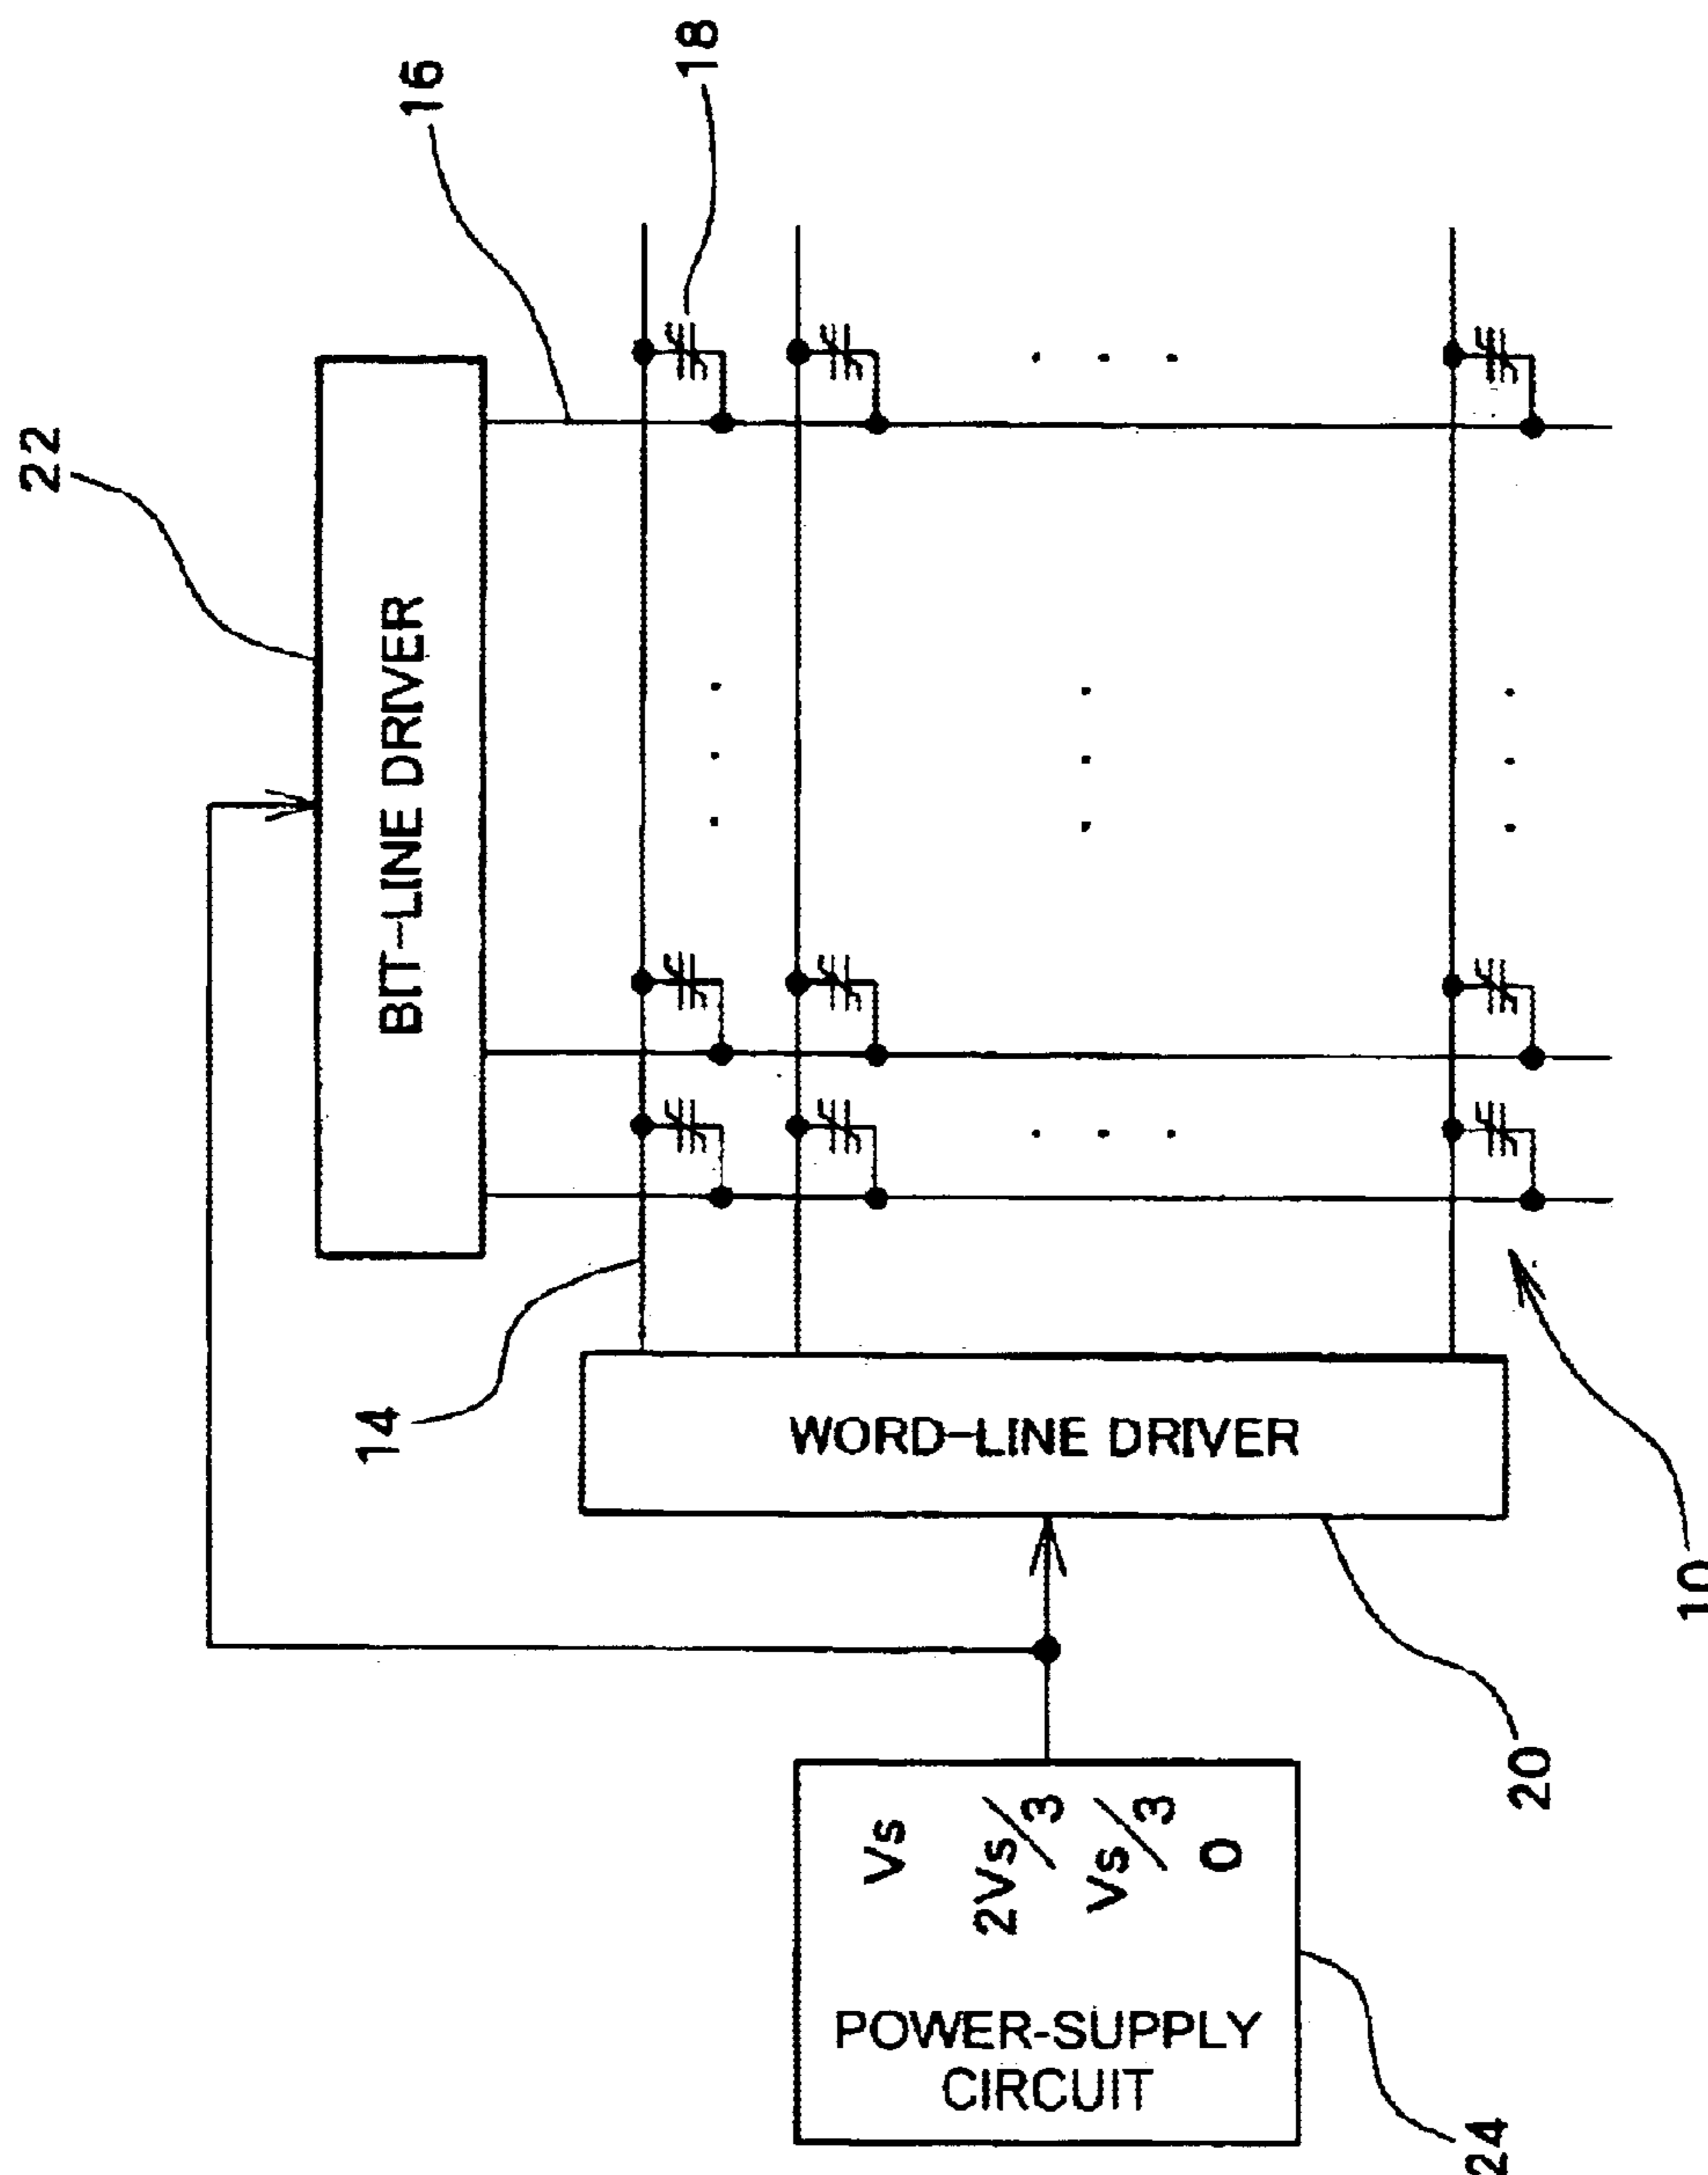 22
16
18
BIT-LINE DRIVER
14
WORD-LINE DRIVER
10
20
Vs
2Vs/3
Vs/3
0
POWER-SUPPLY
CIRCUIT
24